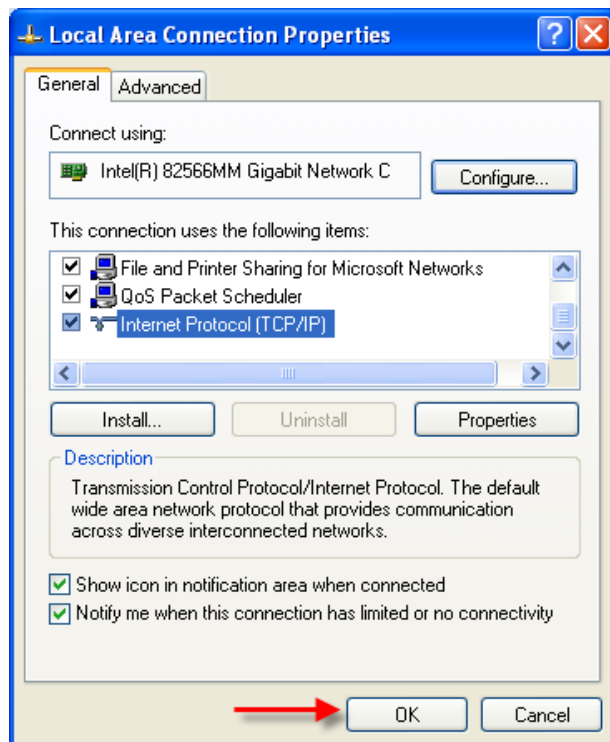 Local Area Connection Properties
General
Advanced
Connect using:
Intel(R) 82566MM Gigabit Network C
Configure...
This connection uses the following items:
File and Printer Sharing for Microsoft Networks
QoS Packet Scheduler
Internet Protocol (TCP/IP)
Install...
Uninstall
Properties
Description
Transmission Control Protocol/Internet Protocol. The default
wide area network protocol that provides communication
across diverse interconnected networks.
Show icon in notification area when connected
Notify me when this connection has limited or no connectivity
OK
Cancel